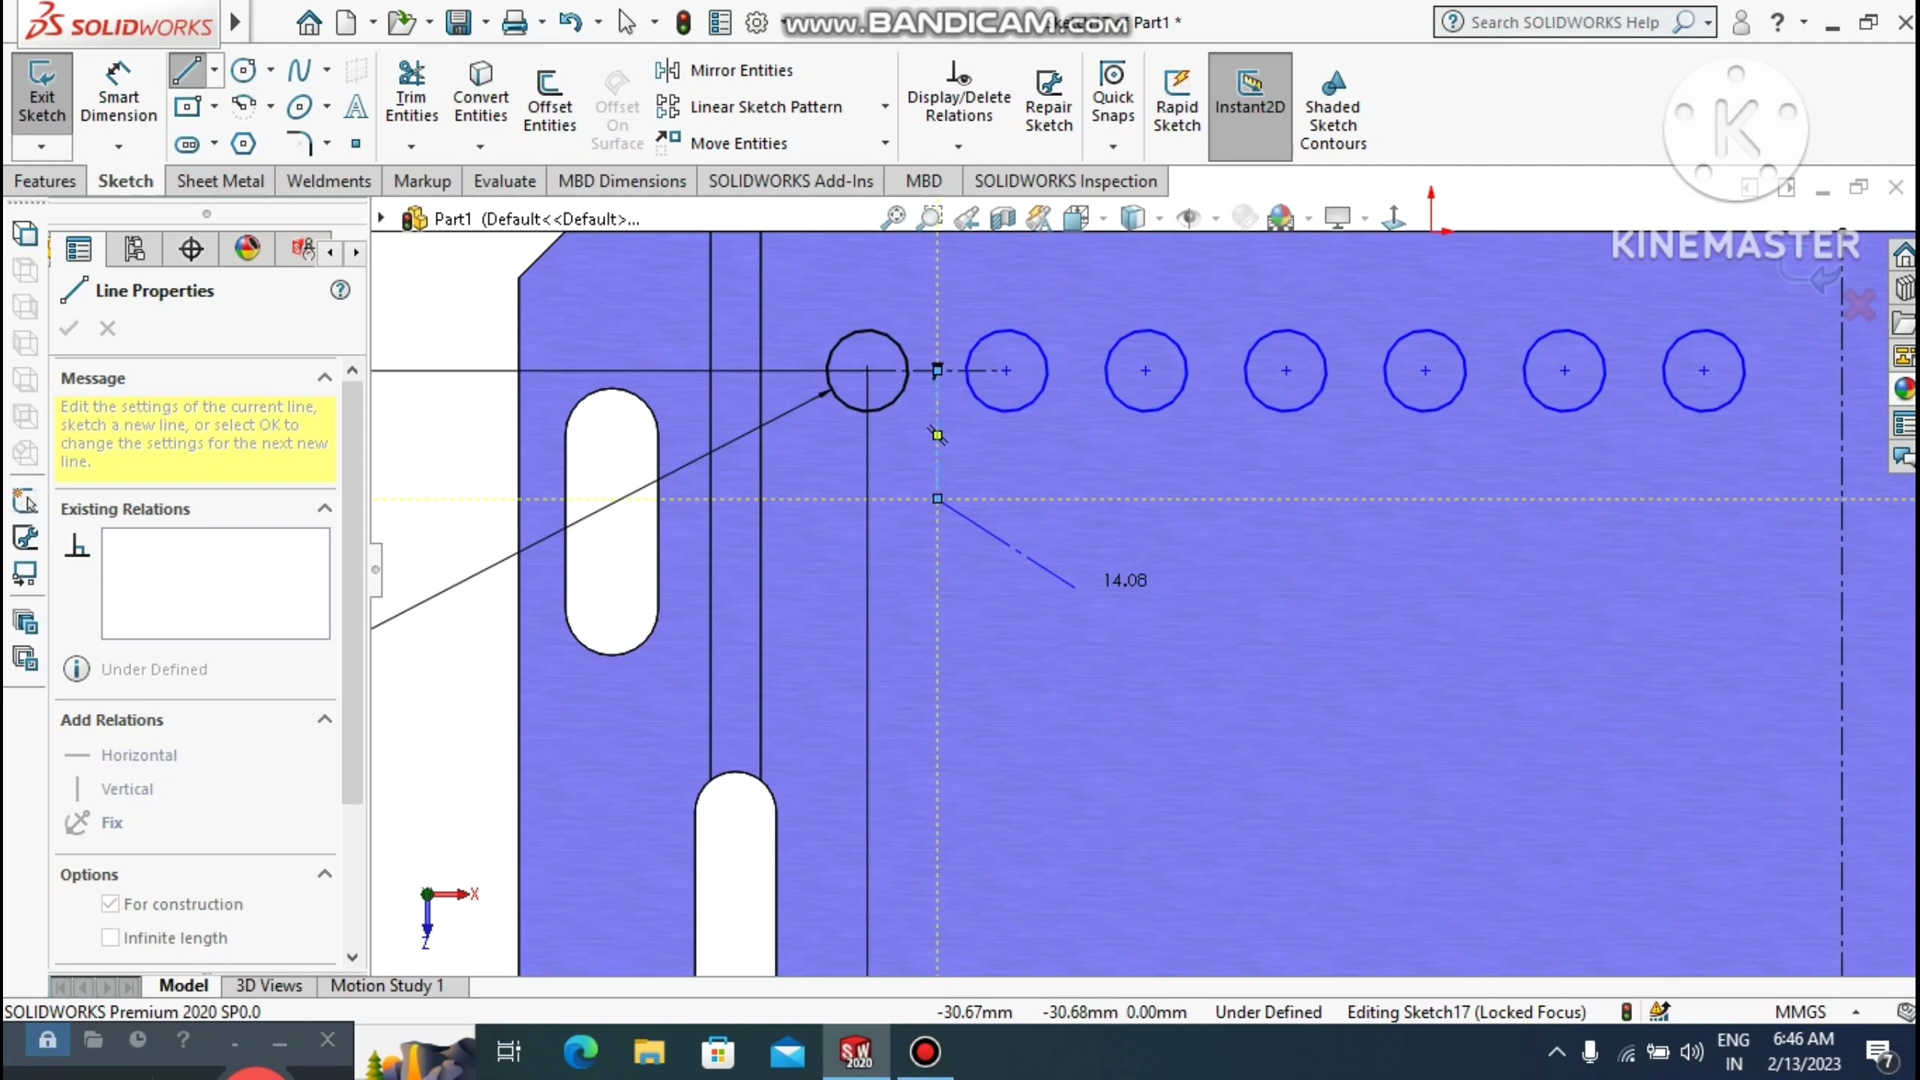 SOLIDWORKS
www.BANDICAM.com
Part1 *
Search SOLIDWORKS Help
Exit Sketch
Smart Dimension
Trim Entities
Convert Entities
Offset Entities
Offset On Surface
Mirror Entities
Linear Sketch Pattern
Move Entities
Display/Delete Relations
Repair Sketch
Quick Snaps
Rapid Sketch
Instant2D
Shaded Sketch Contours
K
Features
Sketch
Sheet Metal
Weldments
Markup
Evaluate
MBD Dimensions
SOLIDWORKS Add-Ins
MBD
SOLIDWORKS Inspection
Part1 (Default<<Default>...
KINEMASTER
Line Properties
Message
Edit the settings of the current line,
sketch a new line, or select OK to
change the settings for the next new
line.
Existing Relations
Under Defined
Add Relations
Horizontal
Vertical
Fix
Options
For construction
Infinite length
14.08
X
Z
Model
3D Views
Motion Study 1
SOLIDWORKS Premium 2020 SP0.0
-30.67mm
-30.68mm
0.00mm
Under Defined
Editing Sketch17 (Locked Focus)
MMGS
SW
2020
ENG
IN
6:46 AM
2/13/2023
7